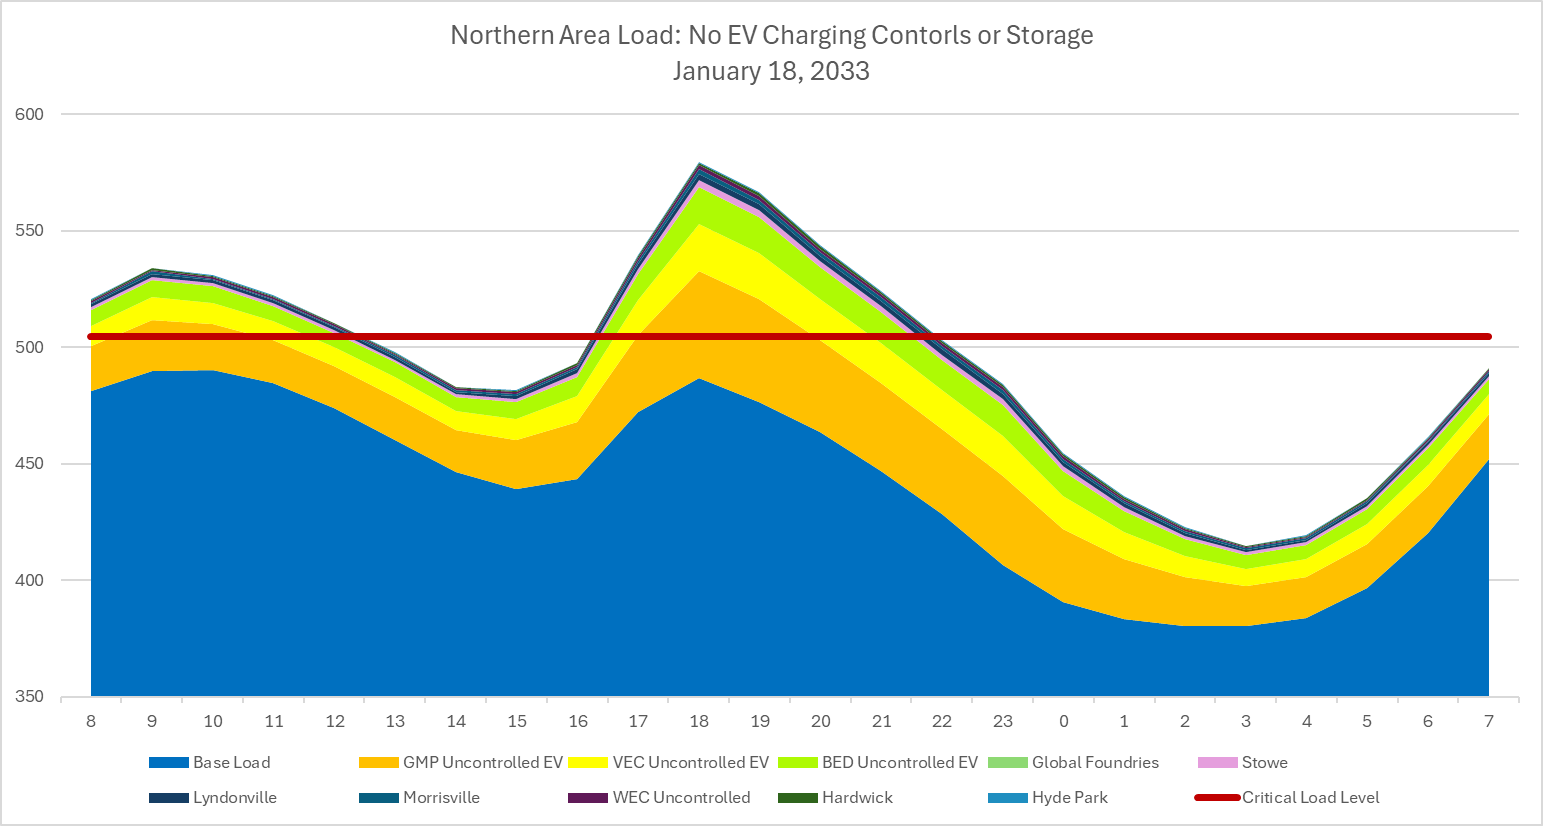 Northern Area Load: No EV Charging Contorls or Storage
January 18, 2033
600
550
500
450
400
350
8 9 10 11 12 13 14 15 16 17 18 19 20 21 22 23 0 1 2 3 4 5 6 7
Base Load GMP Uncontrolled EV VEC Uncontrolled EV BED Uncontrolled EV Global Foundries Stowe
Lyndonville Morrisville WEC Uncontrolled Hardwick Hyde Park Critical Load Level